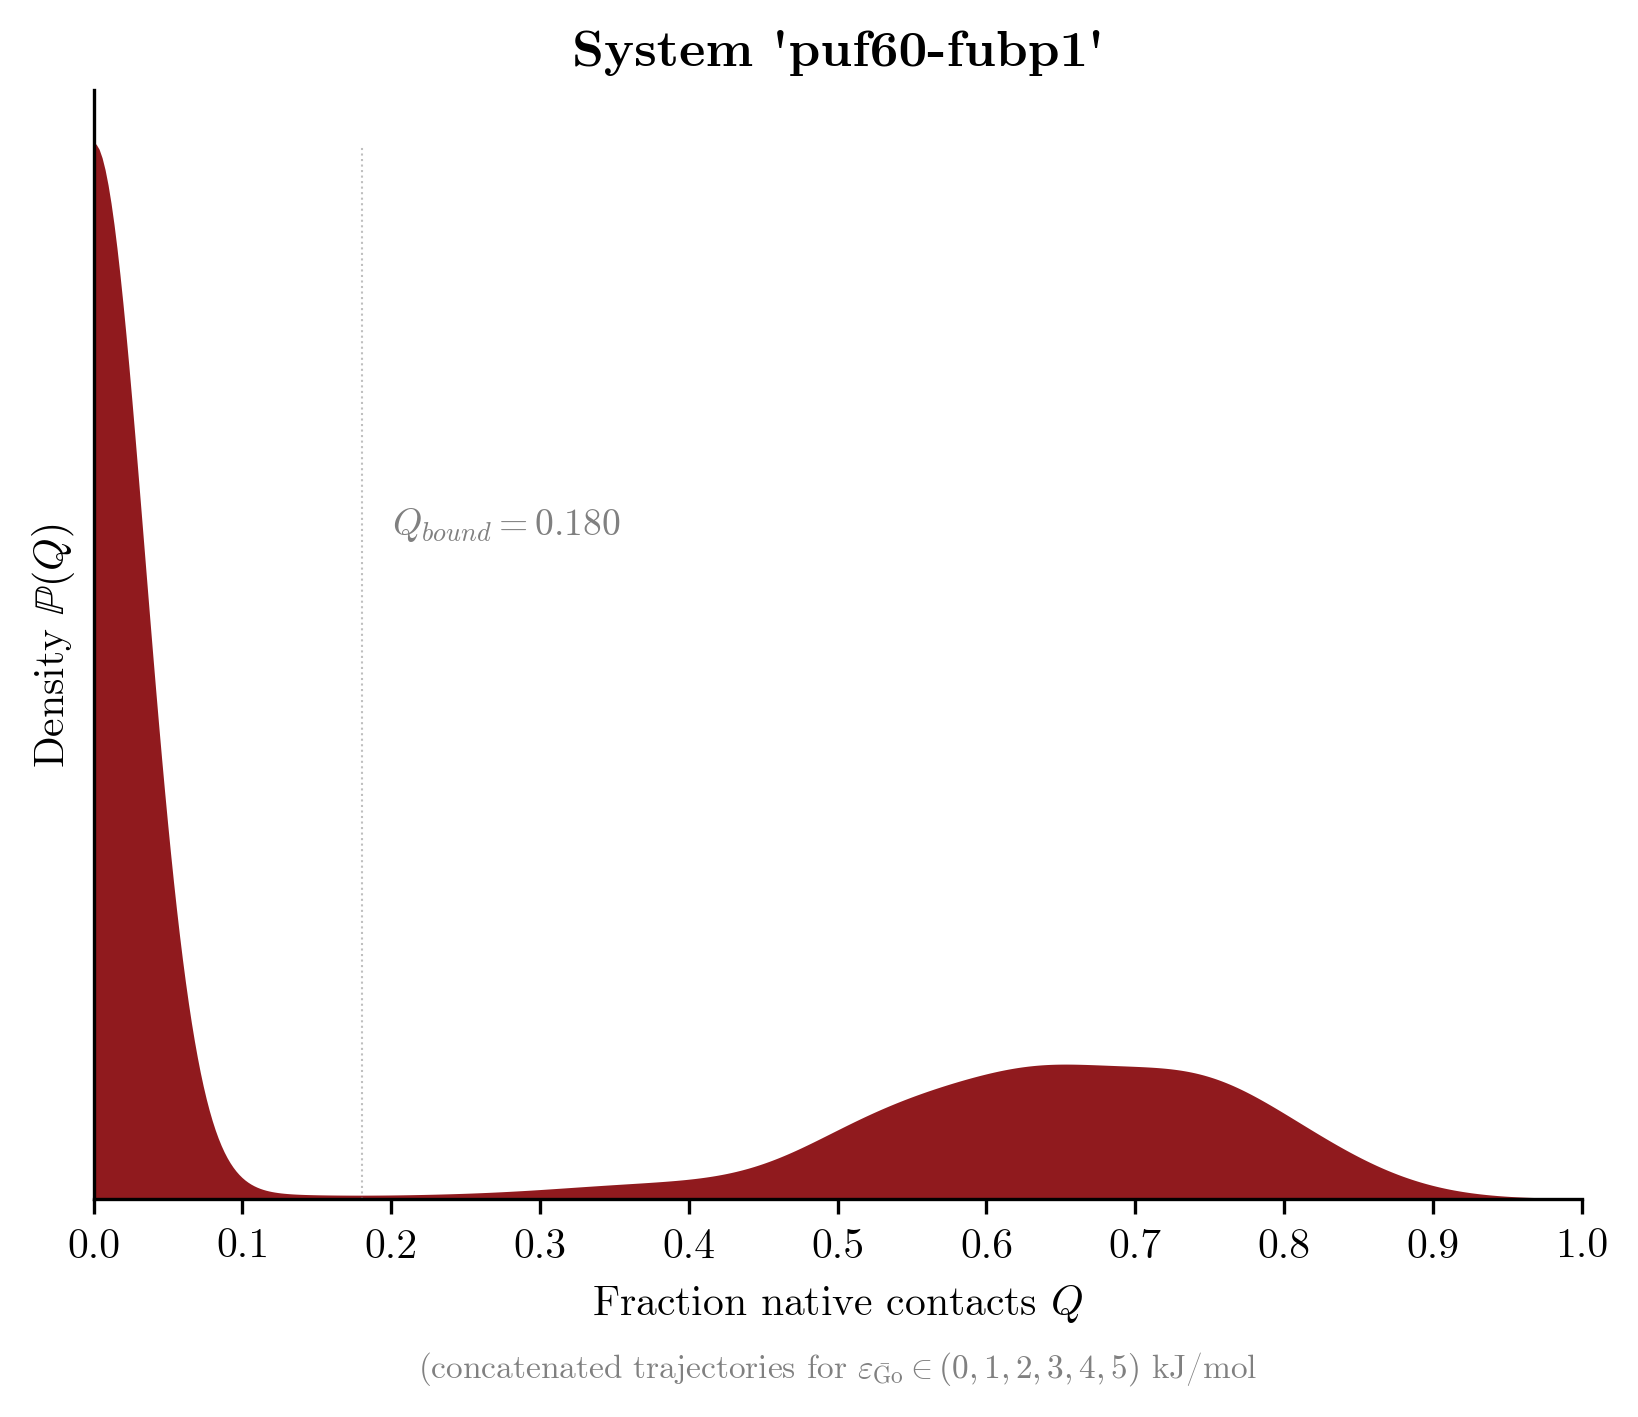 System 'puf60-fubp1'
Density ℙ(Q)
Q_bound = 0.180
0.0 0.1 0.2 0.3 0.4 0.5 0.6 0.7 0.8 0.9 1.0
Fraction native contacts Q
(concatenated trajectories for ε_Ḡo ∈ (0, 1, 2, 3, 4, 5) kJ/mol